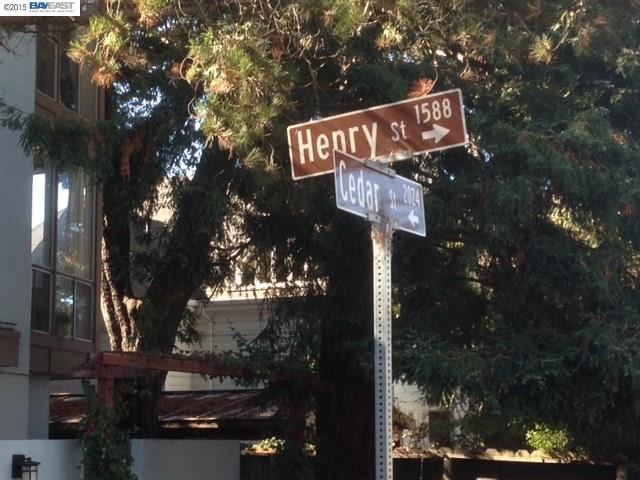 ©2015 BAYEAST
Henry St 1588
Cedar St 2024